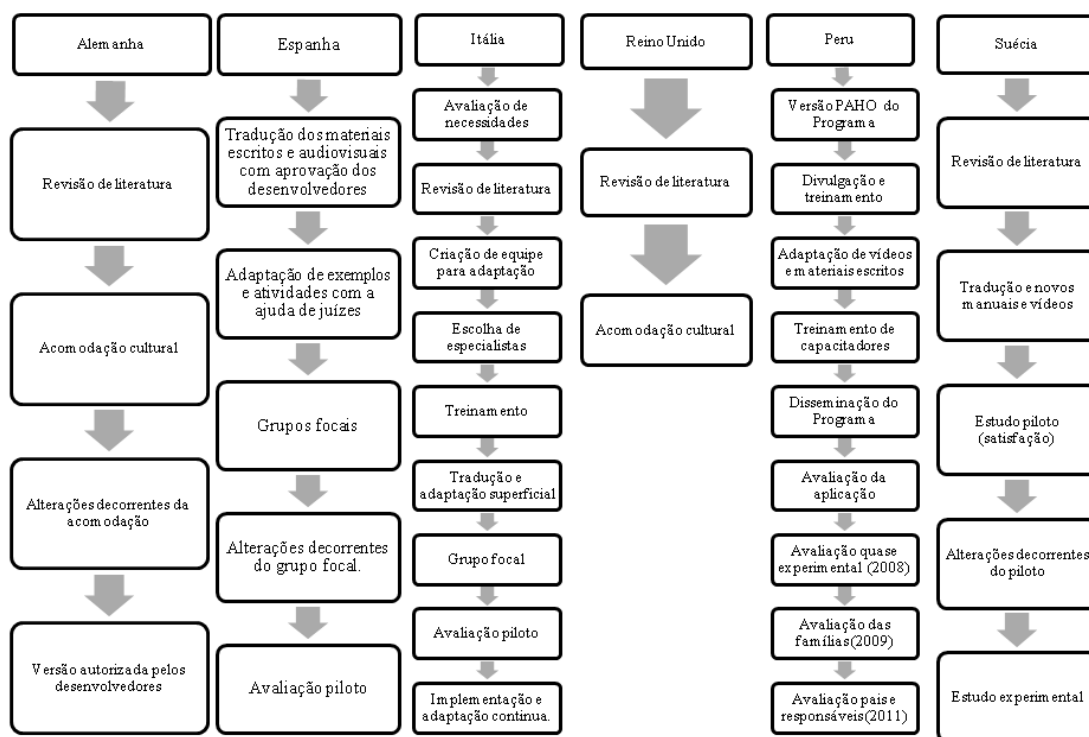 Alemanha
Revisão de literatura
Acomodação cultural
Alterações decorrentes da
acomodação
Versão autorizada pelos
desenvolvedores
Espanha
Tradução dos materiais
escritos e audiovisuais
com aprovação dos
desenvolvedores
Adaptação de exemplos
e atividades com a
ajuda de juízes
Grupos focais
Alterações decorrentes
do grupo focal.
Avaliação piloto
Itália
Avaliação de
necessidades
Revisão de literatura
Criação de equipe
para adaptação
Escolha de
especialistas
Treinamento
Tradução e
adaptação superficial
Grupo focal
Avaliação piloto
Implementação e
adaptação continua.
Reino Unido
Revisão de literatura
Acomodação cultural
Peru
Versão PAHO do
Programa
Divulgação e
treinamento
Adaptação de vídeos
e materiais escritos
Treinamento de
capacitadores
Disseminação do
Programa
Avaliação da
aplicação
Avaliação quase
experimental (2008)
Avaliação das
famílias(2009)
Avaliação pais e
responsáveis(2011)
Suécia
Revisão de literatura
Tradução e novos
manuais e vídeos
Estudo piloto
(satisfação)
Alterações decorrentes
do piloto
Estudo experimental